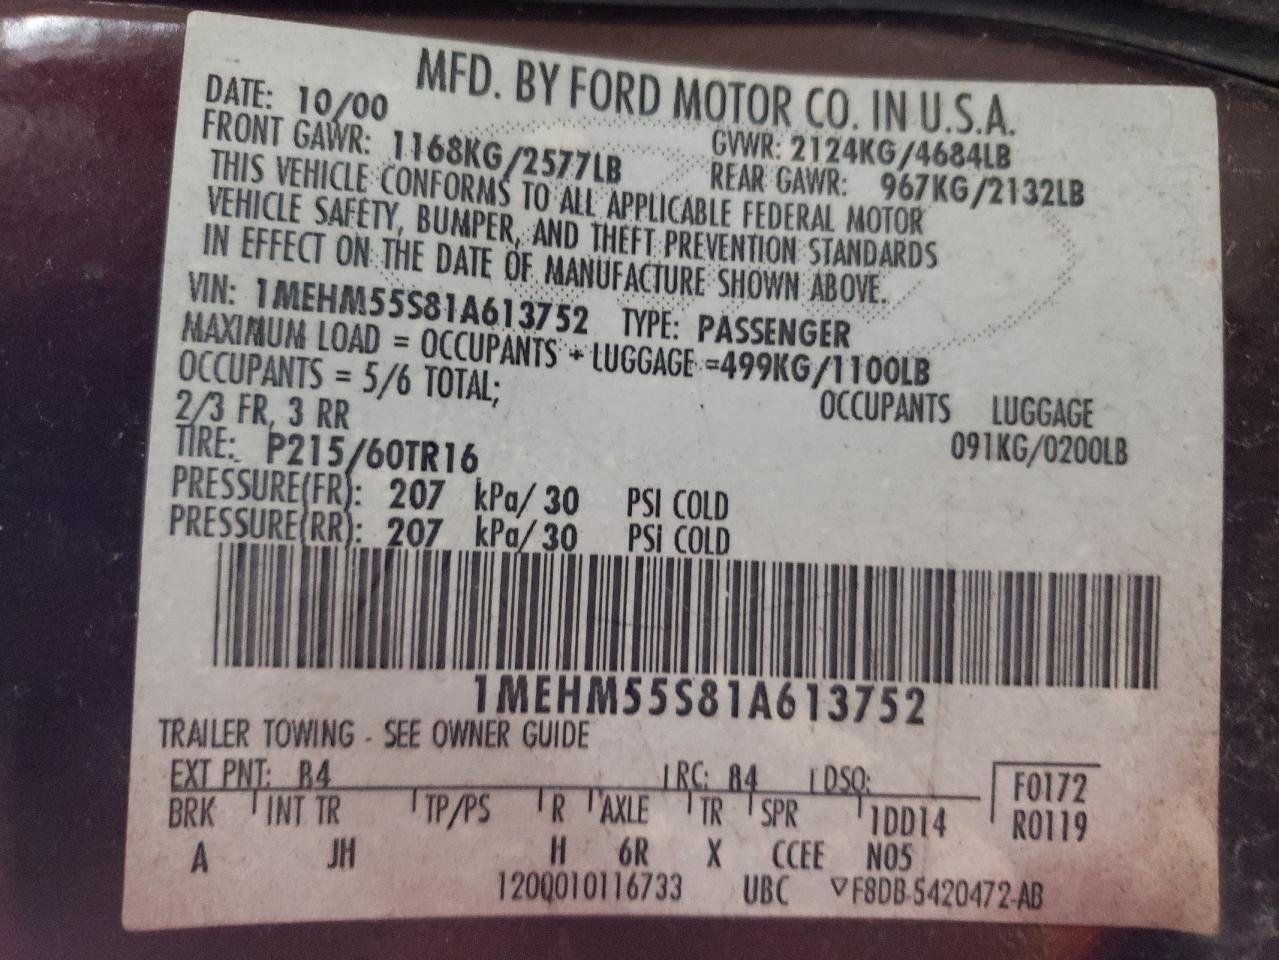 MFD. BY FORD MOTOR CO. IN U.S.A.
DATE: 10/00 GVWR: 2124KG/4684LB
FRONT GAWR: 1168KG/2577LB REAR GAWR: 967KG/2132LB
THIS VEHICLE CONFORMS TO ALL APPLICABLE FEDERAL MOTOR
VEHICLE SAFETY, BUMPER, AND THEFT PREVENTION STANDARDS
IN EFFECT ON THE DATE OF MANUFACTURE SHOWN ABOVE.
VIN: 1MEHM55S81A613752 TYPE: PASSENGER
MAXIMUM LOAD = OCCUPANTS + LUGGAGE =499KG/1100LB
OCCUPANTS = 5/6 TOTAL; OCCUPANTS LUGGAGE
2/3 FR, 3 RR 091KG/0200LB
TIRE: P215/60TR16
PRESSURE(FR): 207 kPa/ 30 PSI COLD
PRESSURE(RR): 207 kPa/ 30 PSi COLD
1MEHM55S81A613752
TRAILER TOWING - SEE OWNER GUIDE
EXT PNT: B4 RC: 84 DSO: F0172
BRK INT TR TP/PS R AXLE TR SPR 1DD14 R0119
A JH H 6R X CCEE N05
120Q010116733 UBC ▽F8DB-5420472-AB